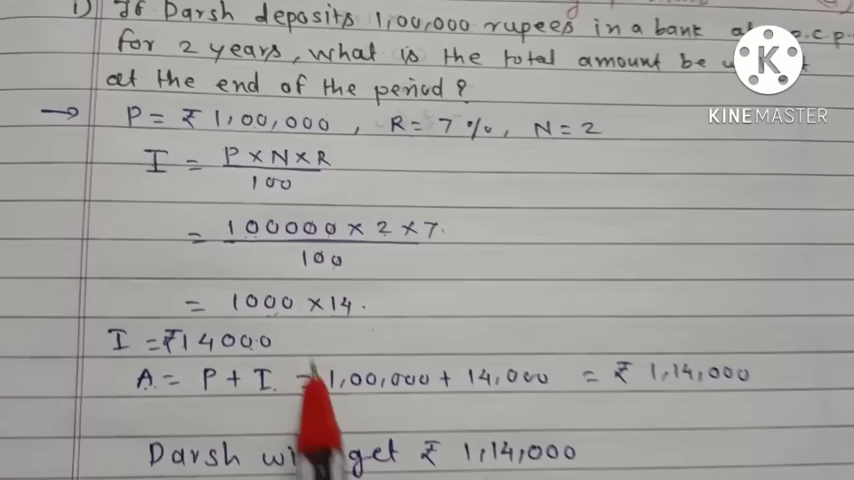 i) If Darsh deposits 1,00,000 rupees in a bank at p.c.p.
for 2 years, what is the total amount be
at the end of the period?
→ P = ₹ 1,00,000, R = 7%, N = 2
I = P × N × R
100
= 100000 × 2 × 7
100
= 1000 × 14.
I = ₹14000
A = P + I = 1,00,000 + 14,000 = ₹ 1,14,000
Darsh get ₹ 1,14,000
K
KINEMASTER